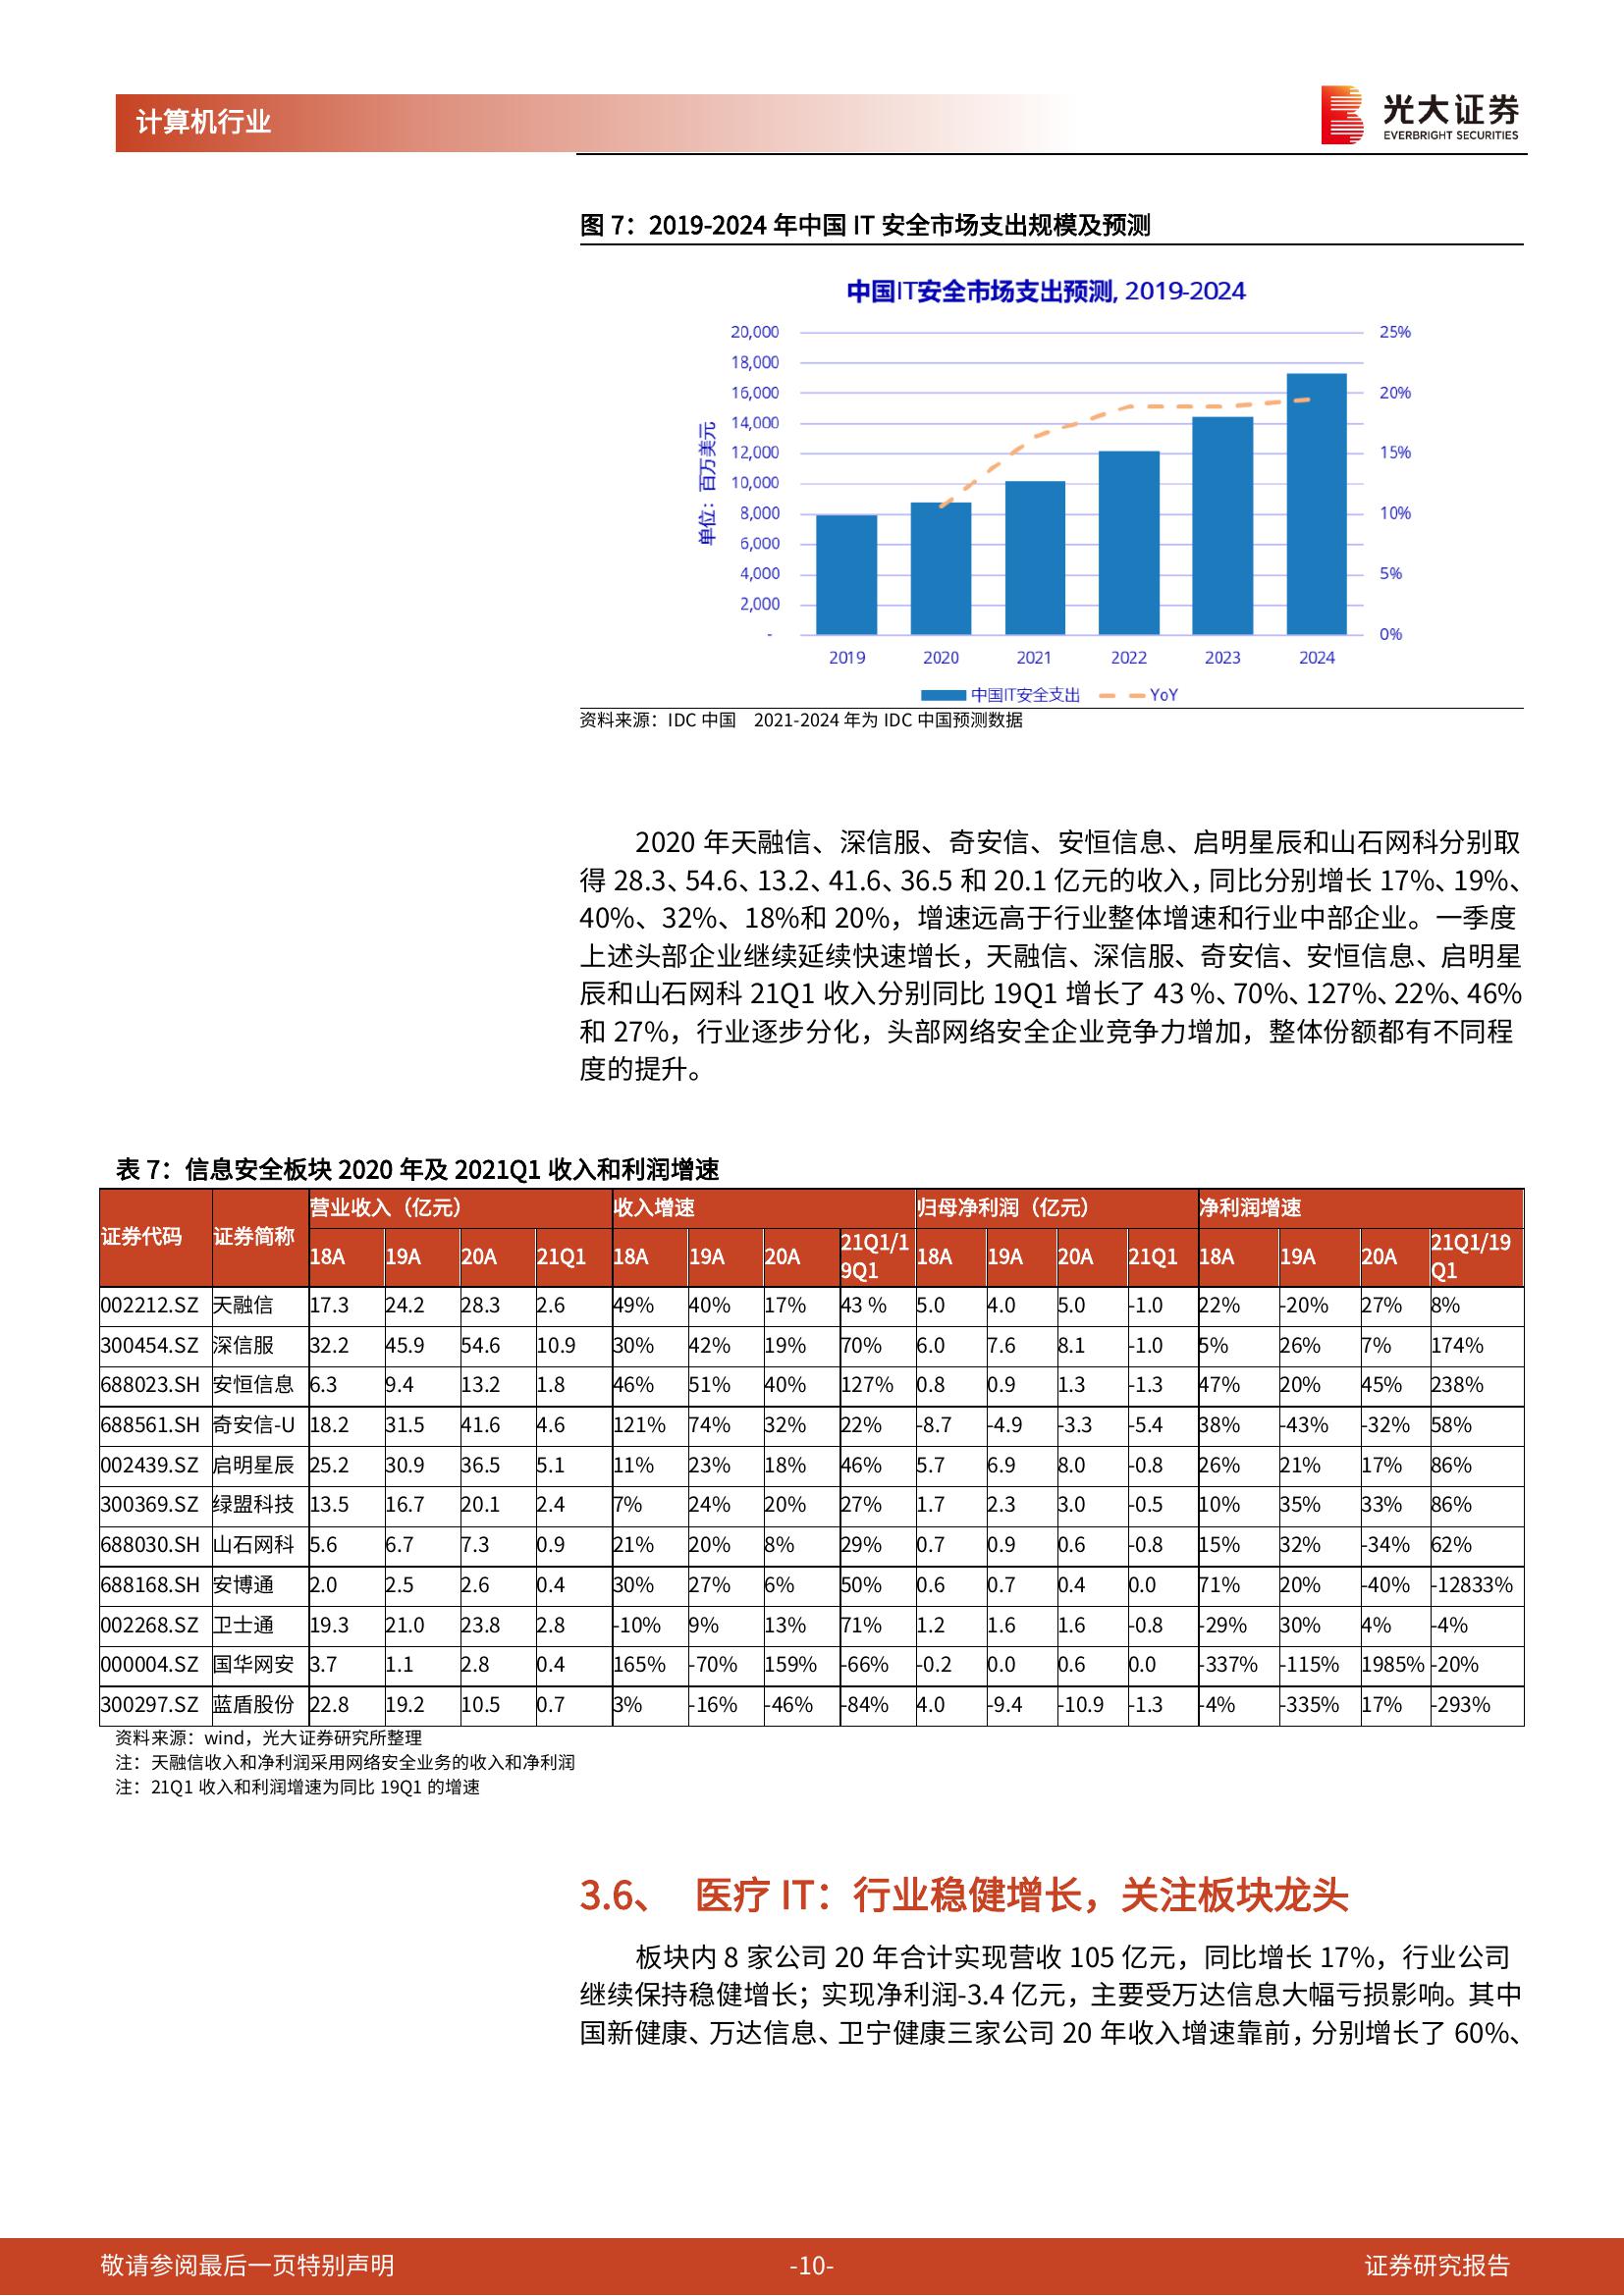 计算机行业
光大证券
EVERBRIGHT SECURITIES
图 7：2019-2024 年中国 IT 安全市场支出规模及预测
中国IT安全市场支出预测, 2019-2024
单位：百万美元
20,000 25%
18,000
16,000 20%
14,000
12,000 15%
10,000
8,000 10%
6,000
4,000 5%
2,000
- 0%
2019 2020 2021 2022 2023 2024
中国IT安全支出 YoY
资料来源：IDC 中国 2021-2024 年为 IDC 中国预测数据
2020 年天融信、深信服、奇安信、安恒信息、启明星辰和山石网科分别取
得 28.3、54.6、13.2、41.6、36.5 和 20.1 亿元的收入，同比分别增长 17%、19%、
40%、32%、18%和 20%，增速远高于行业整体增速和行业中部企业。一季度
上述头部企业继续延续快速增长，天融信、深信服、奇安信、安恒信息、启明星
辰和山石网科 21Q1 收入分别同比 19Q1 增长了 43 %、70%、127%、22%、46%
和 27%，行业逐步分化，头部网络安全企业竞争力增加，整体份额都有不同程
度的提升。
表 7：信息安全板块 2020 年及 2021Q1 收入和利润增速
证券代码 证券简称 营业收入（亿元） 收入增速 归母净利润（亿元） 净利润增速
18A 19A 20A 21Q1 18A 19A 20A 21Q1/19Q1 18A 19A 20A 21Q1 18A 19A 20A 21Q1/19Q1
002212.SZ 天融信 17.3 24.2 28.3 2.6 49% 40% 17% 43 % 5.0 4.0 5.0 -1.0 22% -20% 27% 8%
300454.SZ 深信服 32.2 45.9 54.6 10.9 30% 42% 19% 70% 6.0 7.6 8.1 -1.0 5% 26% 7% 174%
688023.SH 安恒信息 6.3 9.4 13.2 1.8 46% 51% 40% 127% 0.8 0.9 1.3 -1.3 47% 20% 45% 238%
688561.SH 奇安信-U 18.2 31.5 41.6 4.6 121% 74% 32% 22% -8.7 -4.9 -3.3 -5.4 38% -43% -32% 58%
002439.SZ 启明星辰 25.2 30.9 36.5 5.1 11% 23% 18% 46% 5.7 6.9 8.0 -0.8 26% 21% 17% 86%
300369.SZ 绿盟科技 13.5 16.7 20.1 2.4 7% 24% 20% 27% 1.7 2.3 3.0 -0.5 10% 35% 33% 86%
688030.SH 山石网科 5.6 6.7 7.3 0.9 21% 20% 8% 29% 0.7 0.9 0.6 -0.8 15% 32% -34% 62%
688168.SH 安博通 2.0 2.5 2.6 0.4 30% 27% 6% 50% 0.6 0.7 0.4 0.0 71% 20% -40% -12833%
002268.SZ 卫士通 19.3 21.0 23.8 2.8 -10% 9% 13% 71% 1.2 1.6 1.6 -0.8 -29% 30% 4% -4%
000004.SZ 国华网安 3.7 1.1 2.8 0.4 165% -70% 159% -66% -0.2 0.0 0.6 0.0 -337% -115% 1985% -20%
300297.SZ 蓝盾股份 22.8 19.2 10.5 0.7 3% -16% -46% -84% 4.0 -9.4 -10.9 -1.3 -4% -335% 17% -293%
资料来源：wind，光大证券研究所整理
注：天融信收入和净利润采用网络安全业务的收入和净利润
注：21Q1 收入和利润增速为同比 19Q1 的增速
3.6、 医疗 IT：行业稳健增长，关注板块龙头
板块内 8 家公司 20 年合计实现营收 105 亿元，同比增长 17%，行业公司
继续保持稳健增长；实现净利润-3.4 亿元，主要受万达信息大幅亏损影响。其中
国新健康、万达信息、卫宁健康三家公司 20 年收入增速靠前，分别增长了 60%、
敬请参阅最后一页特别声明 -10- 证券研究报告